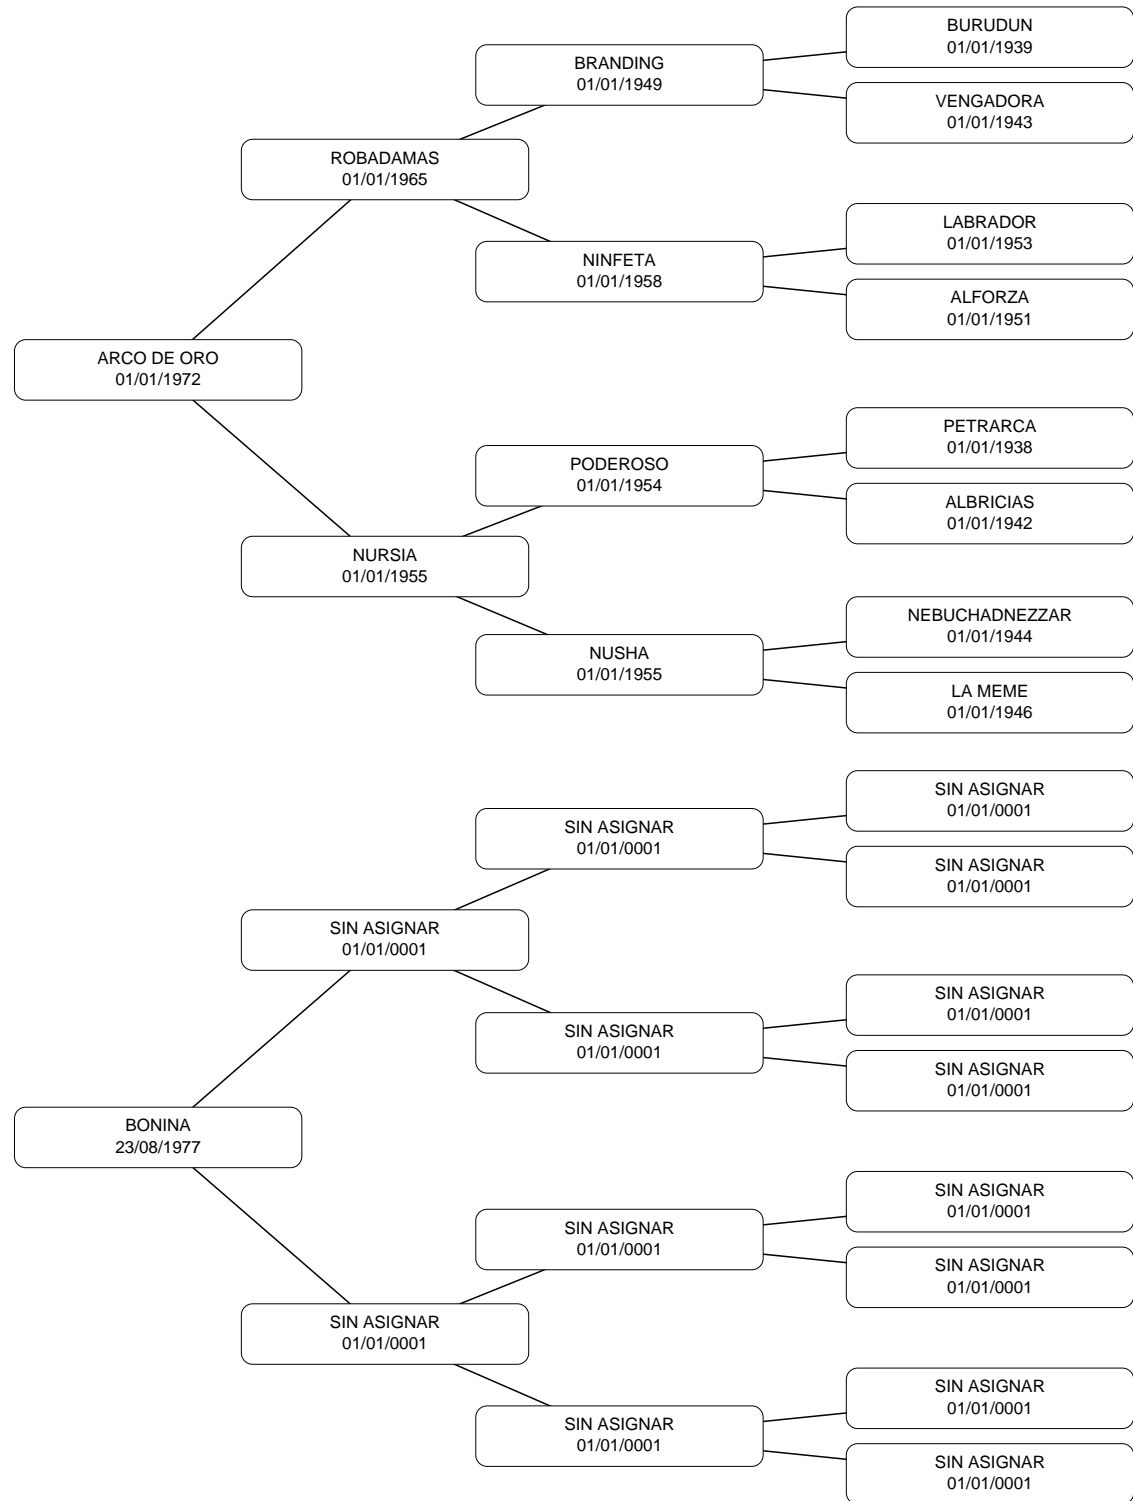 BURUDUN
01/01/1939
BRANDING
01/01/1949
VENGADORA
01/01/1943
ROBADAMAS
01/01/1965
LABRADOR
01/01/1953
NINFETA
01/01/1958
ALFORZA
01/01/1951
ARCO DE ORO
01/01/1972
PETRARCA
01/01/1938
PODEROSO
01/01/1954
ALBRICIAS
01/01/1942
NURSIA
01/01/1955
NEBUCHADNEZZAR
01/01/1944
NUSHA
01/01/1955
LA MEME
01/01/1946
SIN ASIGNAR
01/01/0001
SIN ASIGNAR
01/01/0001
SIN ASIGNAR
01/01/0001
SIN ASIGNAR
01/01/0001
SIN ASIGNAR
01/01/0001
SIN ASIGNAR
01/01/0001
SIN ASIGNAR
01/01/0001
BONINA
23/08/1977
SIN ASIGNAR
01/01/0001
SIN ASIGNAR
01/01/0001
SIN ASIGNAR
01/01/0001
SIN ASIGNAR
01/01/0001
SIN ASIGNAR
01/01/0001
SIN ASIGNAR
01/01/0001
SIN ASIGNAR
01/01/0001